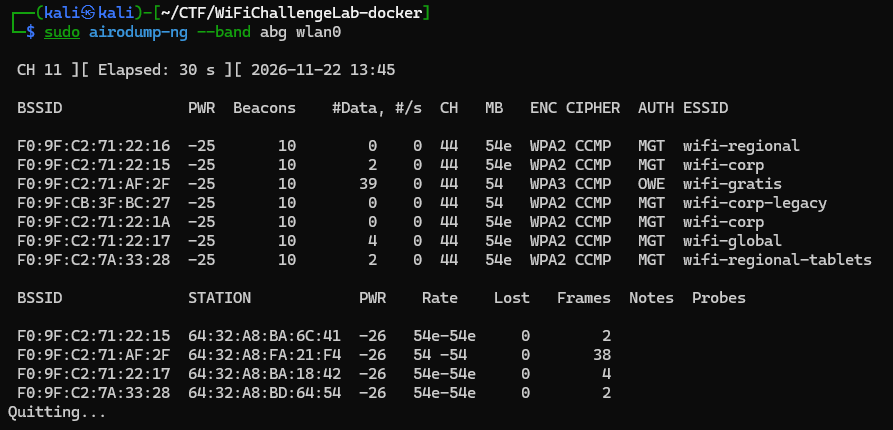 ┌──(kali㉿kali)-[~/CTF/WiFiChallengeLab-docker]
└─$ sudo airodump-ng --band abg wlan0
CH 11 ][ Elapsed: 30 s ][ 2026-11-22 13:45
BSSID              PWR  Beacons    #Data, #/s  CH   MB   ENC CIPHER  AUTH ESSID
F0:9F:C2:71:22:16  -25       10        0    0  44   54e  WPA2 CCMP   MGT  wifi-regional
F0:9F:C2:71:22:15  -25       10        2    0  44   54e  WPA2 CCMP   MGT  wifi-corp
F0:9F:C2:71:AF:2F  -25       10       39    0  44   54   WPA3 CCMP   OWE  wifi-gratis
F0:9F:CB:3F:BC:27  -25       10        0    0  44   54   WPA2 CCMP   MGT  wifi-corp-legacy
F0:9F:C2:71:22:1A  -25       10        0    0  44   54e  WPA2 CCMP   MGT  wifi-corp
F0:9F:C2:71:22:17  -25       10        4    0  44   54e  WPA2 CCMP   MGT  wifi-global
F0:9F:C2:7A:33:28  -25       10        2    0  44   54e  WPA2 CCMP   MGT  wifi-regional-tablets
BSSID              STATION            PWR    Rate    Lost   Frames  Notes  Probes
F0:9F:C2:71:22:15  64:32:A8:BA:6C:41  -26   54e-54e     0        2
F0:9F:C2:71:AF:2F  64:32:A8:FA:21:F4  -26   54 -54      0       38
F0:9F:C2:71:22:17  64:32:A8:BA:18:42  -26   54e-54e     0        4
F0:9F:C2:7A:33:28  64:32:A8:BD:64:54  -26   54e-54e     0        2
Quitting...